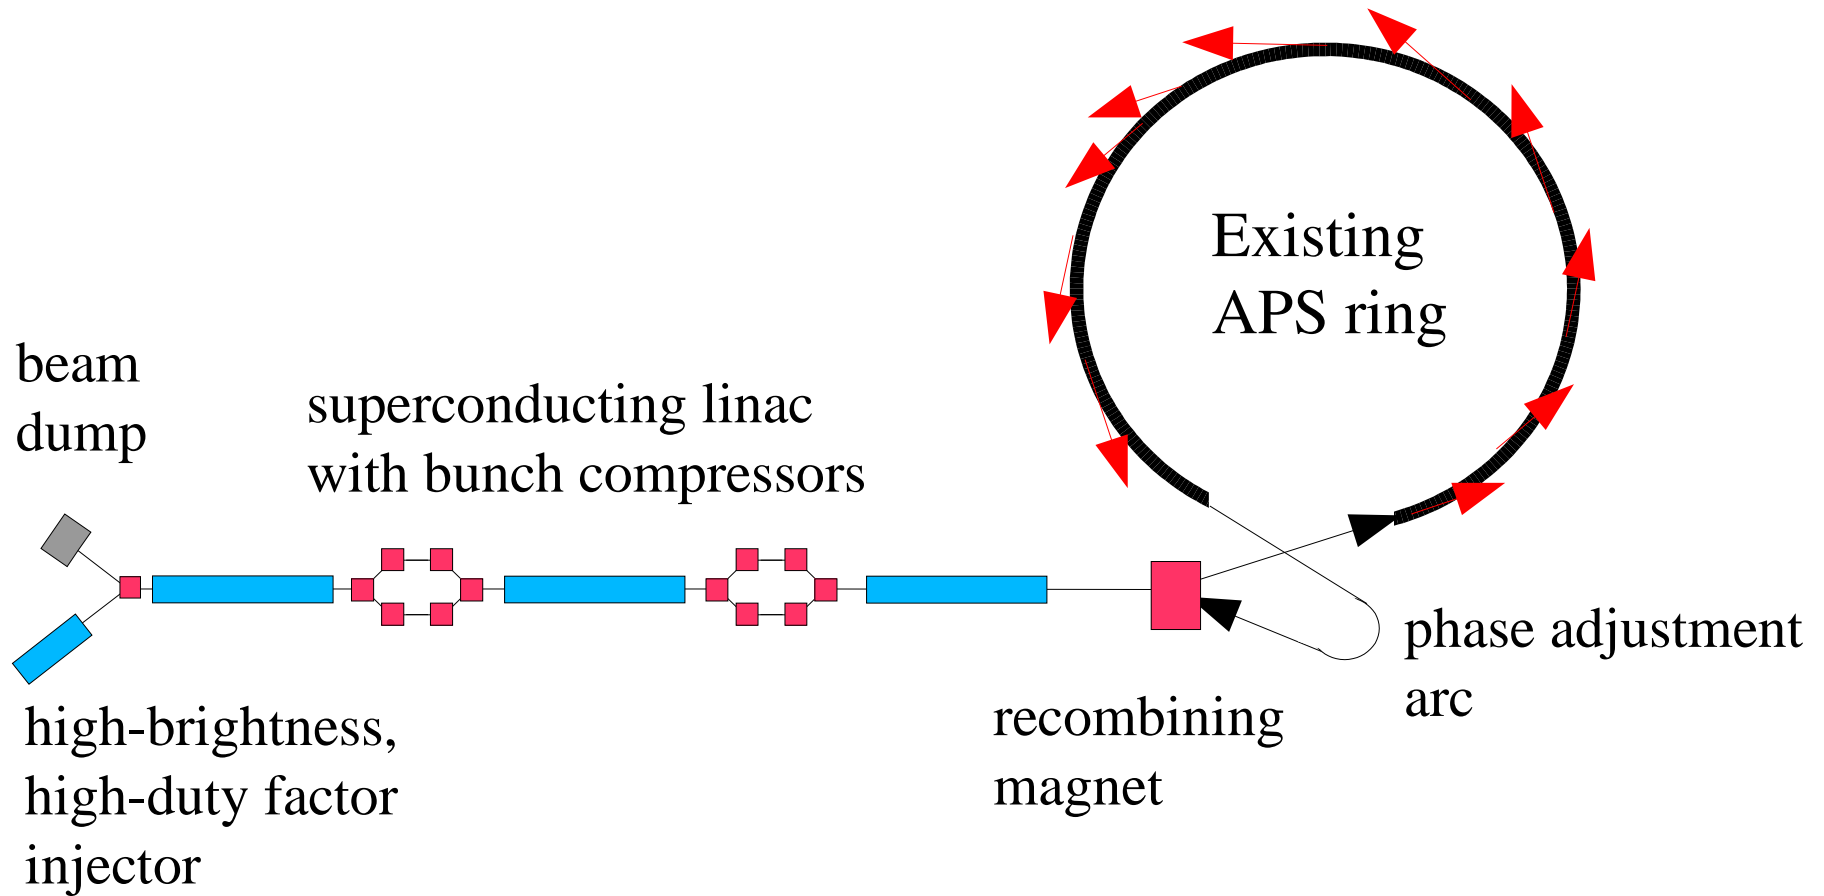 Existing
APS ring
beam
dump
superconducting linac
with bunch compressors
phase adjustment
arc
recombining
magnet
high-brightness,
high-duty factor
injector